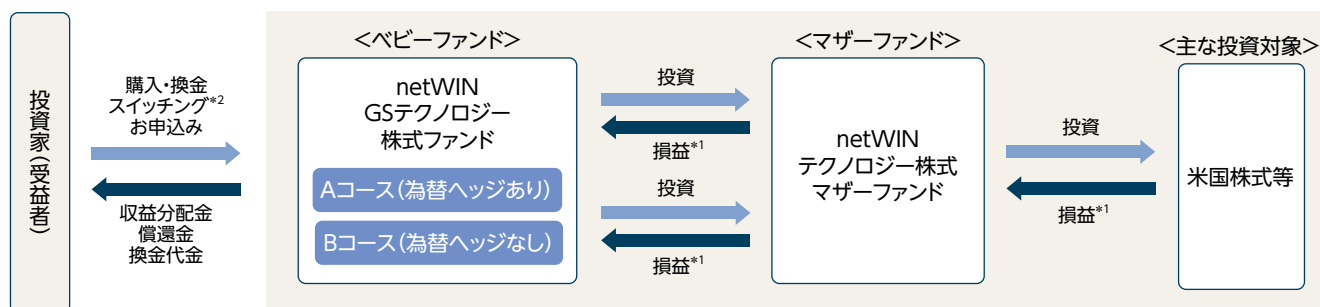 投資家(受益者)
購入・換金
スイッチング*2
お申込み
収益分配金
償還金
換金代金
<ベビーファンド>
netWIN
GSテクノロジー
株式ファンド
Aコース(為替ヘッジあり)
Bコース(為替ヘッジなし)
投資
損益*1
投資
損益*1
<マザーファンド>
netWIN
テクノロジー株式
マザーファンド
投資
損益*1
<主な投資対象>
米国株式等